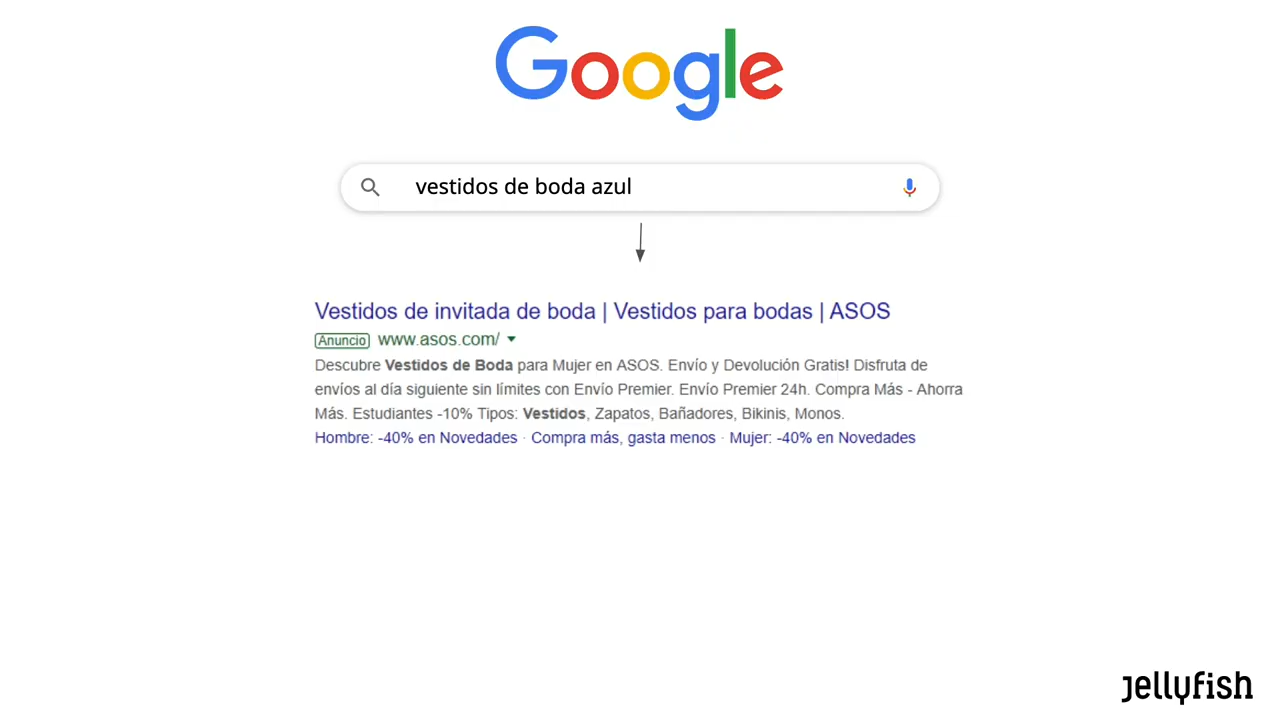 Google
vestidos de boda azul
Vestidos de invitada de boda | Vestidos para bodas | ASOS
Anuncio www.asos.com/
Descubre Vestidos de Boda para Mujer en ASOS. Envío y Devolución Gratis! Disfruta de
envíos al día siguiente sin límites con Envío Premier. Envío Premier 24h. Compra Más - Ahorra
Más. Estudiantes -10% Tipos: Vestidos, Zapatos, Bañadores, Bikinis, Monos.
Hombre: -40% en Novedades · Compra más, gasta menos · Mujer: -40% en Novedades
jellyfish